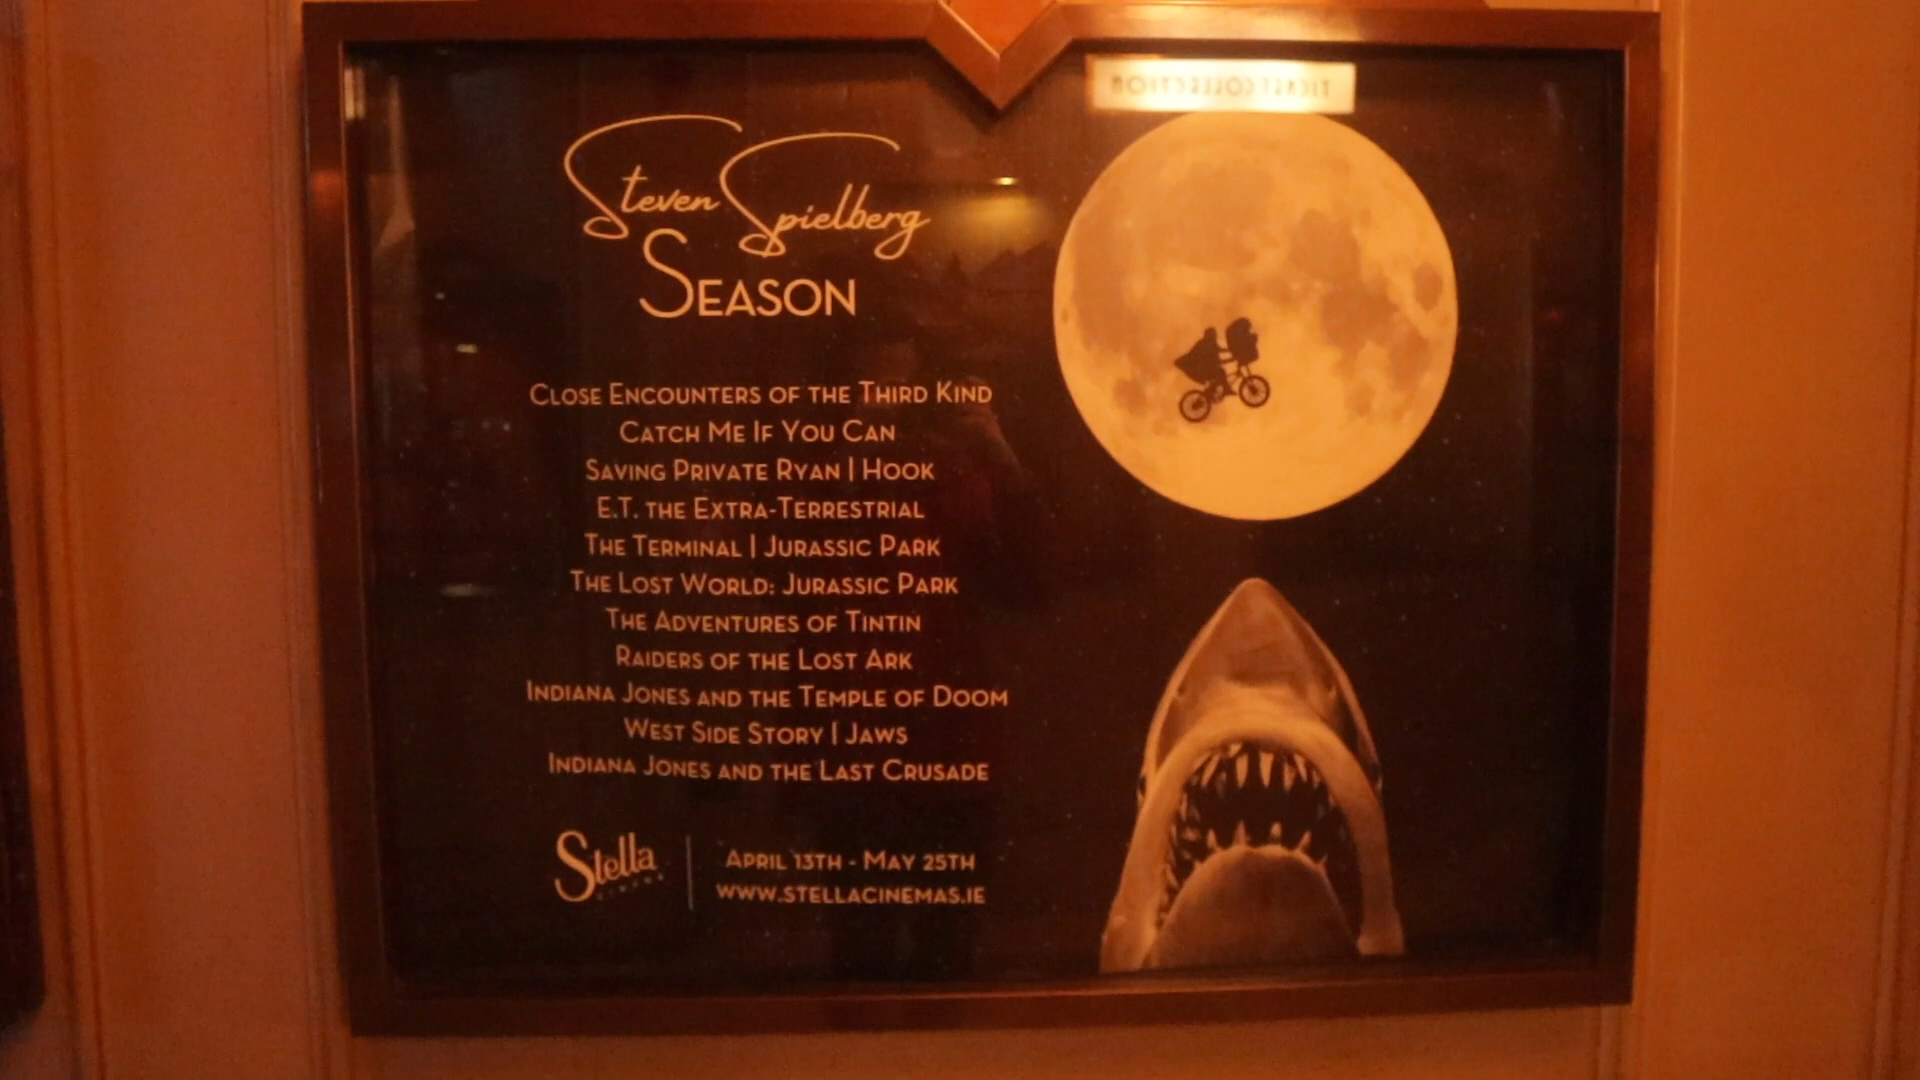 TICKET COLLECTION
Steven Spielberg
SEASON
CLOSE ENCOUNTERS OF THE THIRD KIND
CATCH ME IF YOU CAN
SAVING PRIVATE RYAN | HOOK
E.T. THE EXTRA-TERRESTRIAL
THE TERMINAL | JURASSIC PARK
THE LOST WORLD: JURASSIC PARK
THE ADVENTURES OF TINTIN
RAIDERS OF THE LOST ARK
INDIANA JONES AND THE TEMPLE OF DOOM
WEST SIDE STORY | JAWS
INDIANA JONES AND THE LAST CRUSADE
Stella
CINEMA
APRIL 13TH - MAY 25TH
WWW.STELLACINEMAS.IE